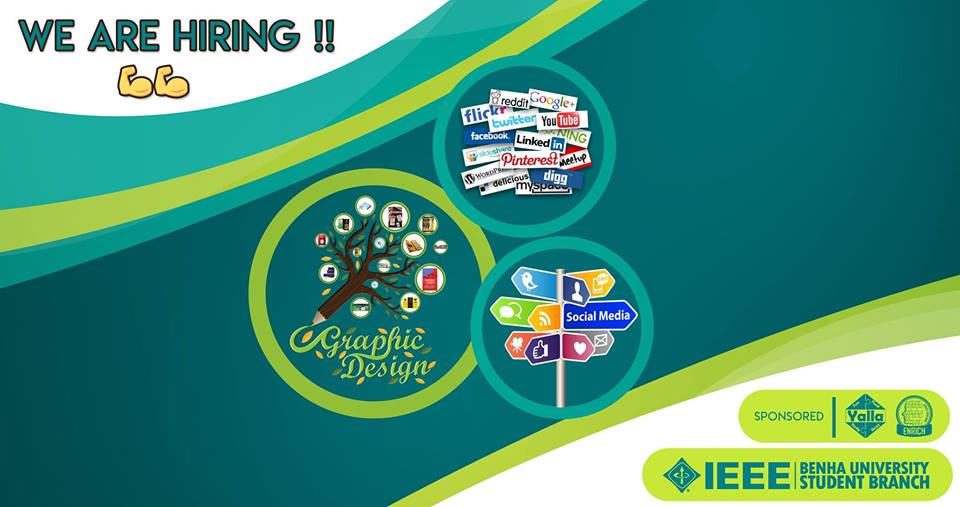 WE ARE HIRING !!
reddit
Google+
flickr
twitter
YouTube
facebook
NING
LinkedIn
slideshare
Pinterest
Meetup
WORDPRESS
digg
delicious
myspace
Graphic
Design
Social Media
SPONSORED
Yalla
ENRICH
IEEE
BENHA UNIVERSITY
STUDENT BRANCH